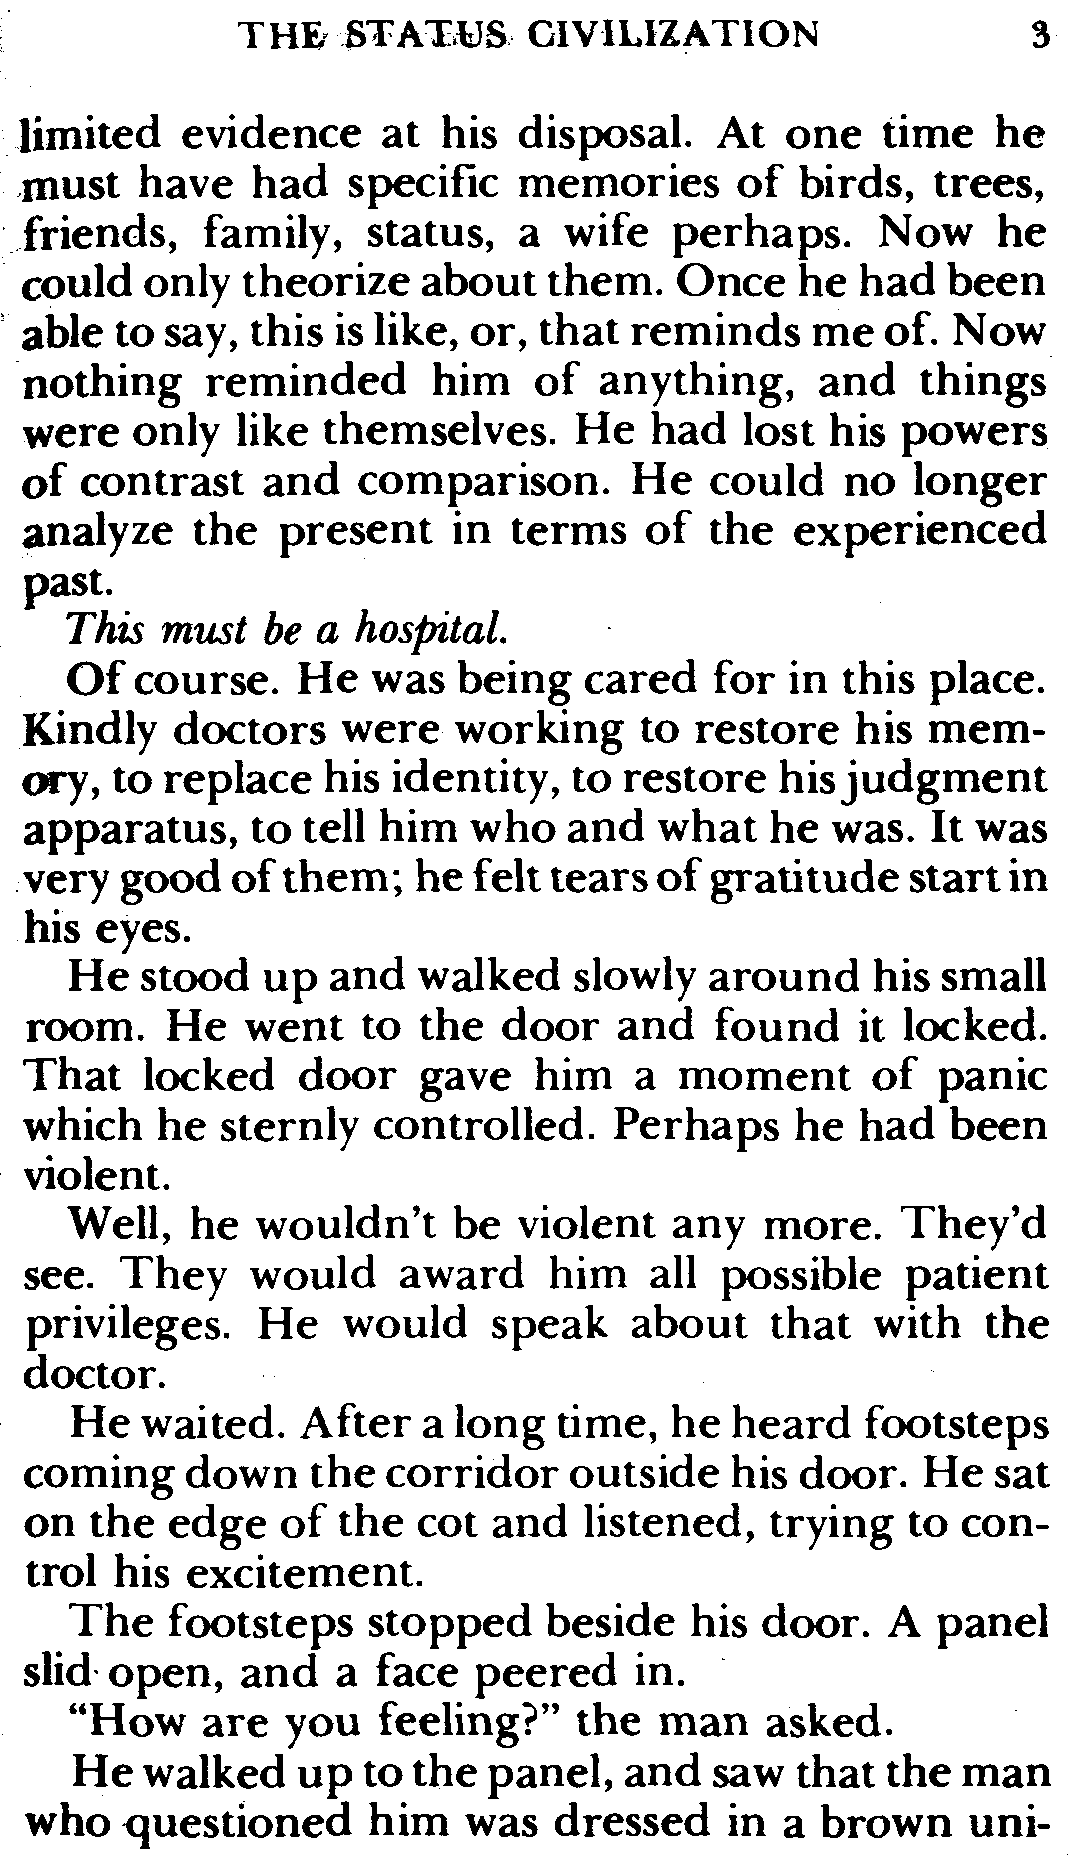 THE STATUS CIVILIZATION 3
limited evidence at his disposal. At one time he
must have had specific memories of birds, trees,
friends, family, status, a wife perhaps. Now he
could only theorize about them. Once he had been
able to say, this is like, or, that reminds me of. Now
nothing reminded him of anything, and things
were only like themselves. He had lost his powers
of contrast and comparison. He could no longer
analyze the present in terms of the experienced
past.
This must be a hospital.
Of course. He was being cared for in this place.
Kindly doctors were working to restore his mem-
ory, to replace his identity, to restore his judgment
apparatus, to tell him who and what he was. It was
very good of them; he felt tears of gratitude start in
his eyes.
He stood up and walked slowly around his small
room. He went to the door and found it locked.
That locked door gave him a moment of panic
which he sternly controlled. Perhaps he had been
violent.
Well, he wouldn't be violent any more. They'd
see. They would award him all possible patient
privileges. He would speak about that with the
doctor.
He waited. After a long time, he heard footsteps
coming down the corridor outside his door. He sat
on the edge of the cot and listened, trying to con-
trol his excitement.
The footsteps stopped beside his door. A panel
slid open, and a face peered in.
"How are you feeling?" the man asked.
He walked up to the panel, and saw that the man
who questioned him was dressed in a brown uni-